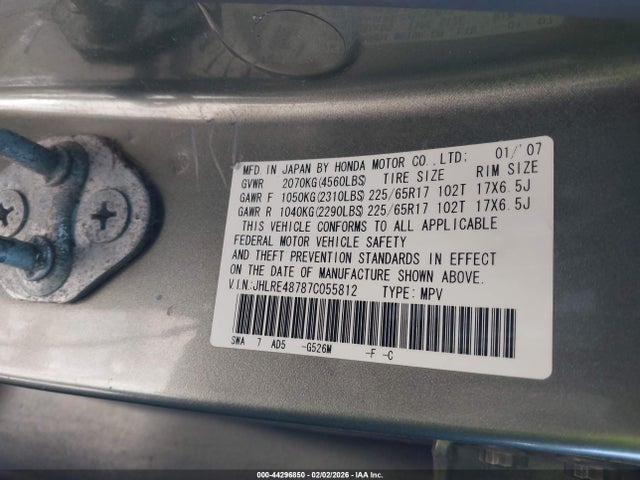 MFD. IN JAPAN BY HONDA MOTOR CO.,LTD: 01/'07
GVWR 2070KG(4560LBS) TIRE SIZE RIM SIZE
GAWR F 1050KG(2310LBS) 225/65R17 102T 17X6.5J
GAWR R 1040KG(2290LBS) 225/65R17 102T 17X6.5J
THIS VEHICLE CONFORMS TO ALL APPLICABLE
FEDERAL MOTOR VEHICLE SAFETY
AND THEFT PREVENTION STANDARDS IN EFFECT
ON THE DATE OF MANUFACTURE SHOWN ABOVE.
V.I.N.:JHLRE48787C055812 TYPE: MPV
SWA 7 AD5 -G526M -F -C
000-44296850 - 02/02/2026 - IAA Inc.